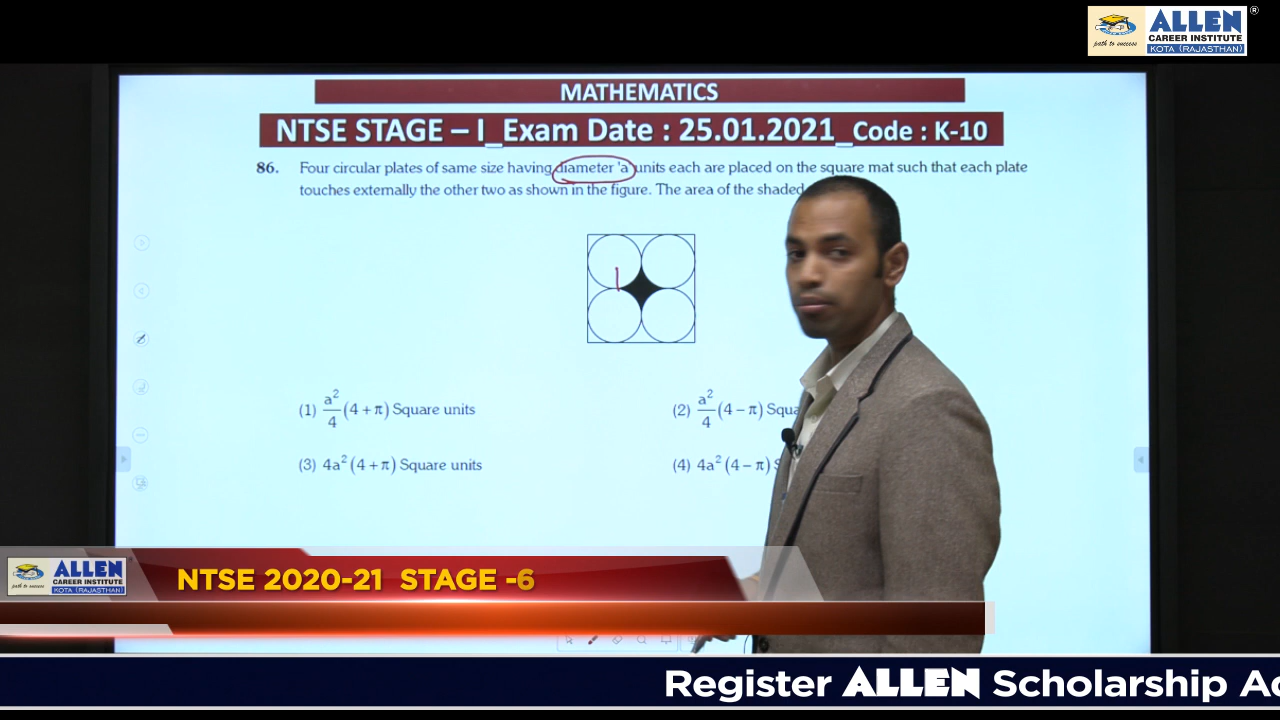 ALLEN
®
path to success
CAREER INSTITUTE
KOTA (RAJASTHAN)
MATHEMATICS
NTSE STAGE – I_Exam Date : 25.01.2021_Code : K-10
86. Four circular plates of same size having diameter 'a' units each are placed on the square mat such that each plate
touches externally the other two as shown in the figure. The area of the shaded
(1) a²/4 (4 + π) Square units
(2) a²/4 (4 − π) Squa
(3) 4a² (4 + π) Square units
(4) 4a² (4 − π) S
ALLEN
path to success
CAREER INSTITUTE
KOTA (RAJASTHAN)
NTSE 2020-21 STAGE -6
Register ALLEN Scholarship Ad